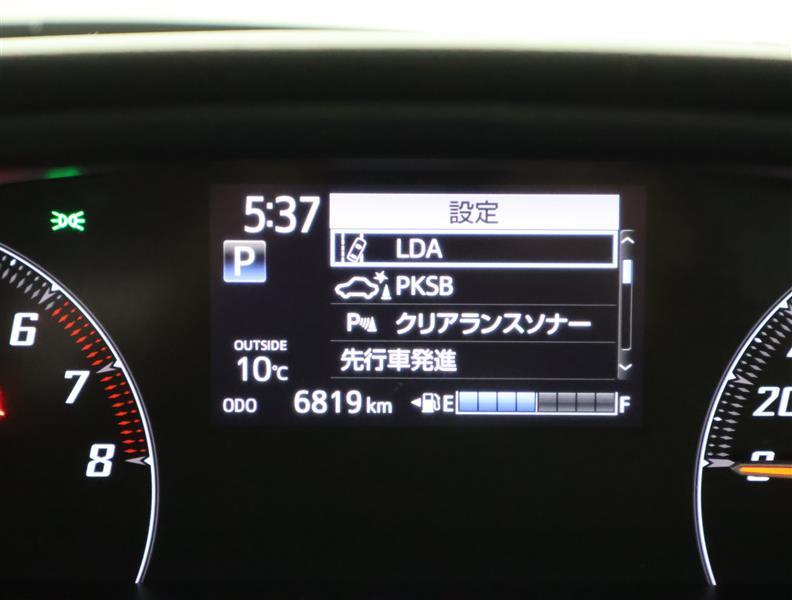 5:37
設定
LDA
P
PKSB
P クリアランスソナー
先行車発進
OUTSIDE
10℃
ODO 6819 km
E F
6
7
8
20
0